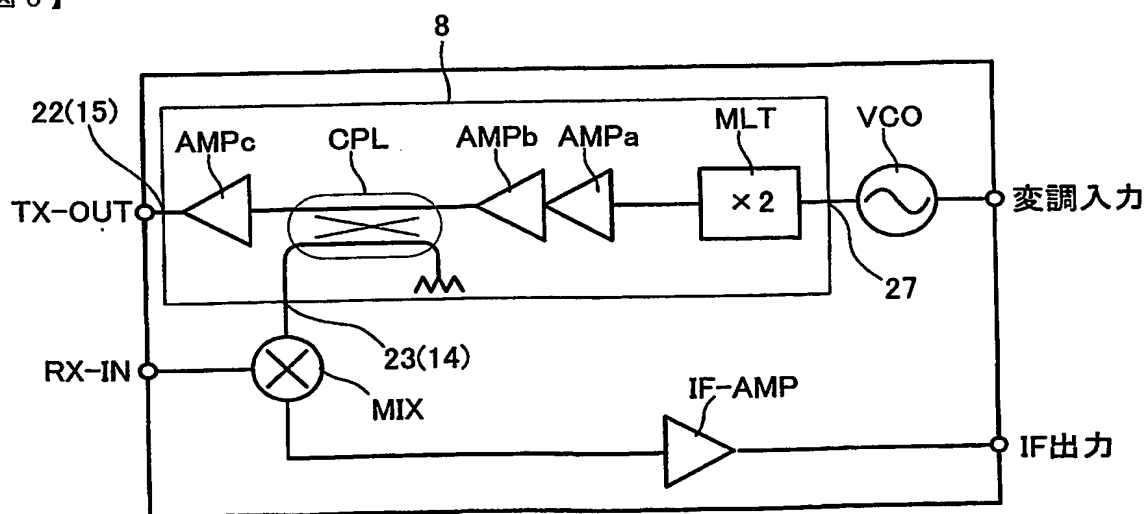 8
22(15)
AMPc
CPL
AMPb
AMPa
MLT
VCO
TX-OUT
×2
変調入力
27
23(14)
RX-IN
MIX
IF-AMP
IF出力